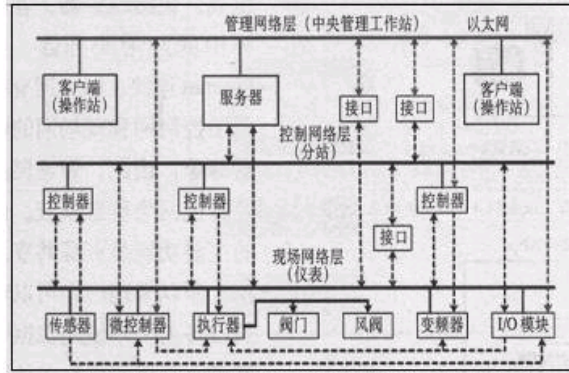 管理网络层（中央管理工作站）
以太网
客户端
（操作站）
服务器
接口
接口
客户端
（操作站）
控制网络层
（分站）
控制器
控制器
控制器
接口
现场网络层
（仪表）
传感器
微控制器
执行器
阀门
风阀
变频器
I/O 模块